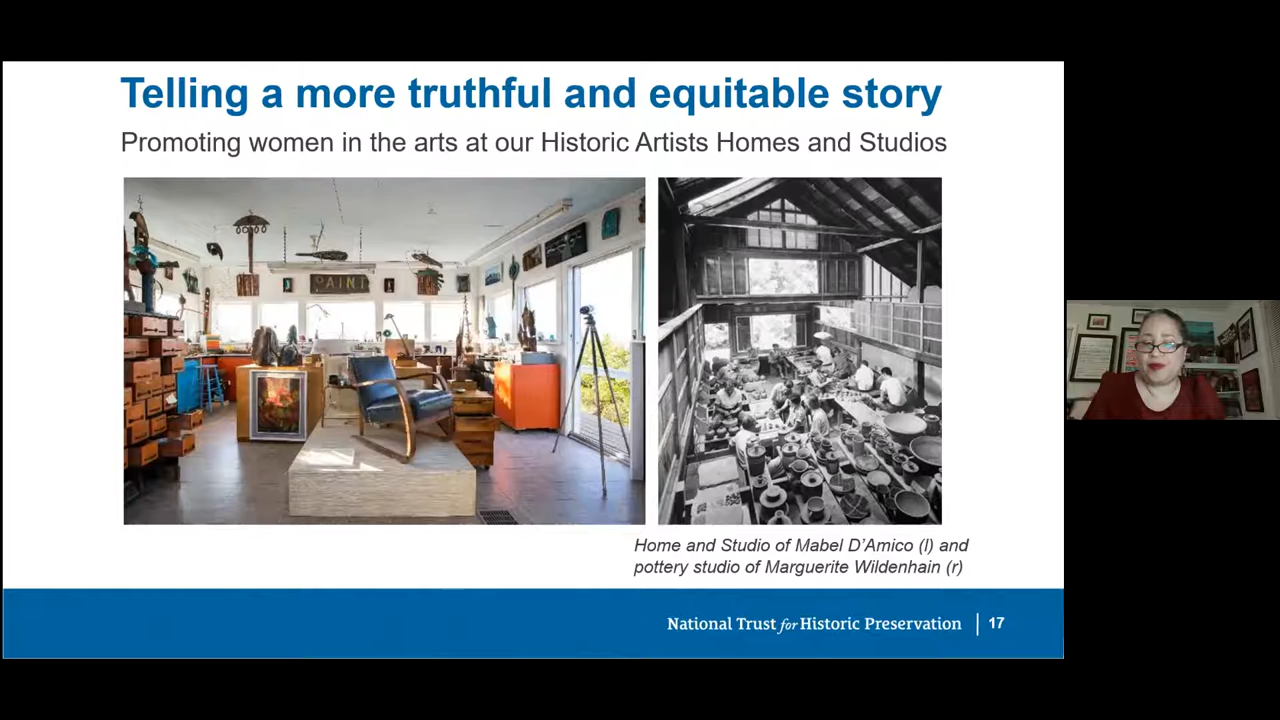 Telling a more truthful and equitable story
Promoting women in the arts at our Historic Artists Homes and Studios
PAINT
Home and Studio of Mabel D’Amico (l) and
pottery studio of Marguerite Wildenhain (r)
National Trust for Historic Preservation | 17